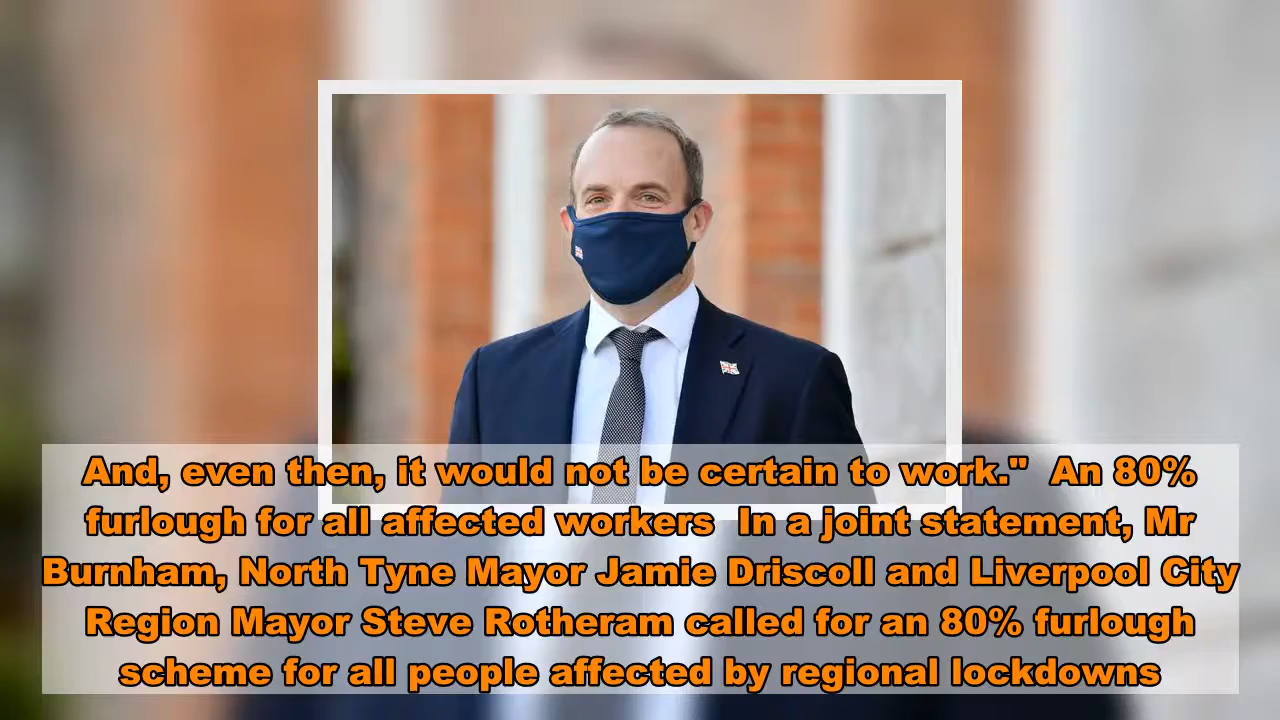 And, even then, it would not be certain to work."  An 80%
furlough for all affected workers  In a joint statement, Mr
Burnham, North Tyne Mayor Jamie Driscoll and Liverpool City
Region Mayor Steve Rotheram called for an 80% furlough
scheme for all people affected by regional lockdowns